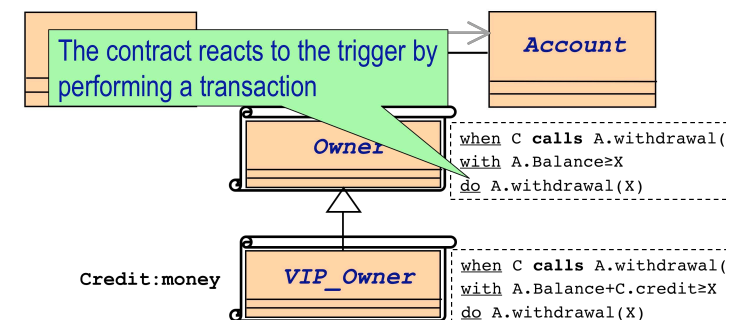 The contract reacts to the trigger by
performing a transaction
Account
Owner
when C calls A.withdrawal(
with A.Balance≥X
do A.withdrawal(X)
Credit:money
VIP_Owner
when C calls A.withdrawal(
with A.Balance+C.credit≥X
do A.withdrawal(X)